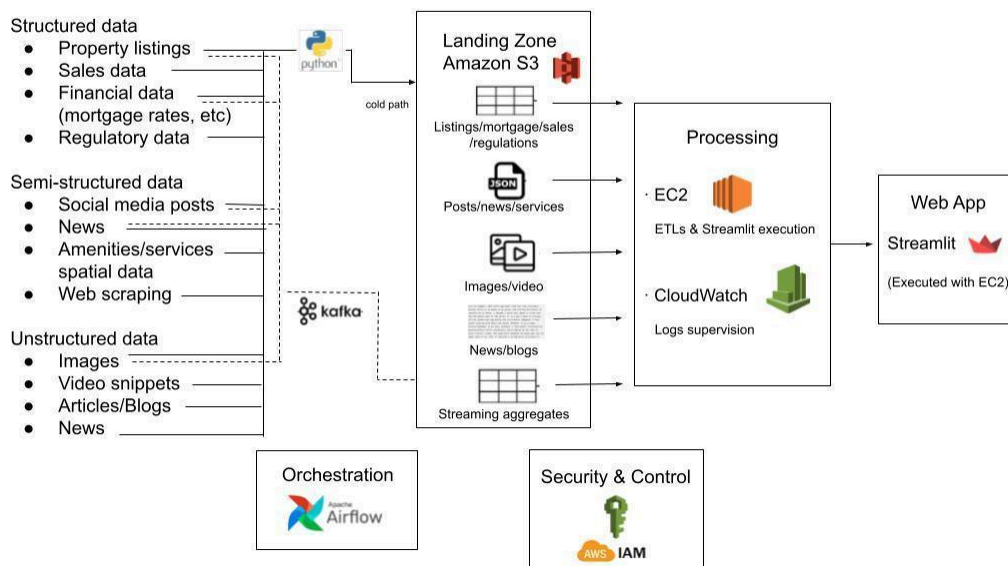 Structured data
● Property listings
● Sales data
● Financial data
(mortgage rates, etc)
● Regulatory data
Semi-structured data
● Social media posts
● News
● Amenities/services
spatial data
● Web scraping
Unstructured data
● Images
● Video snippets
● Articles/Blogs
● News
python
cold path
kafka
Landing Zone
Amazon S3
Listings/mortgage/sales
/regulations
JSON
Posts/news/services
Images/video
News/blogs
Streaming aggregates
Processing
· EC2
ETLs & Streamlit execution
· CloudWatch
Logs supervision
Web App
Streamlit
(Executed with EC2)
Orchestration
Apache
Airflow
Security & Control
AWS IAM